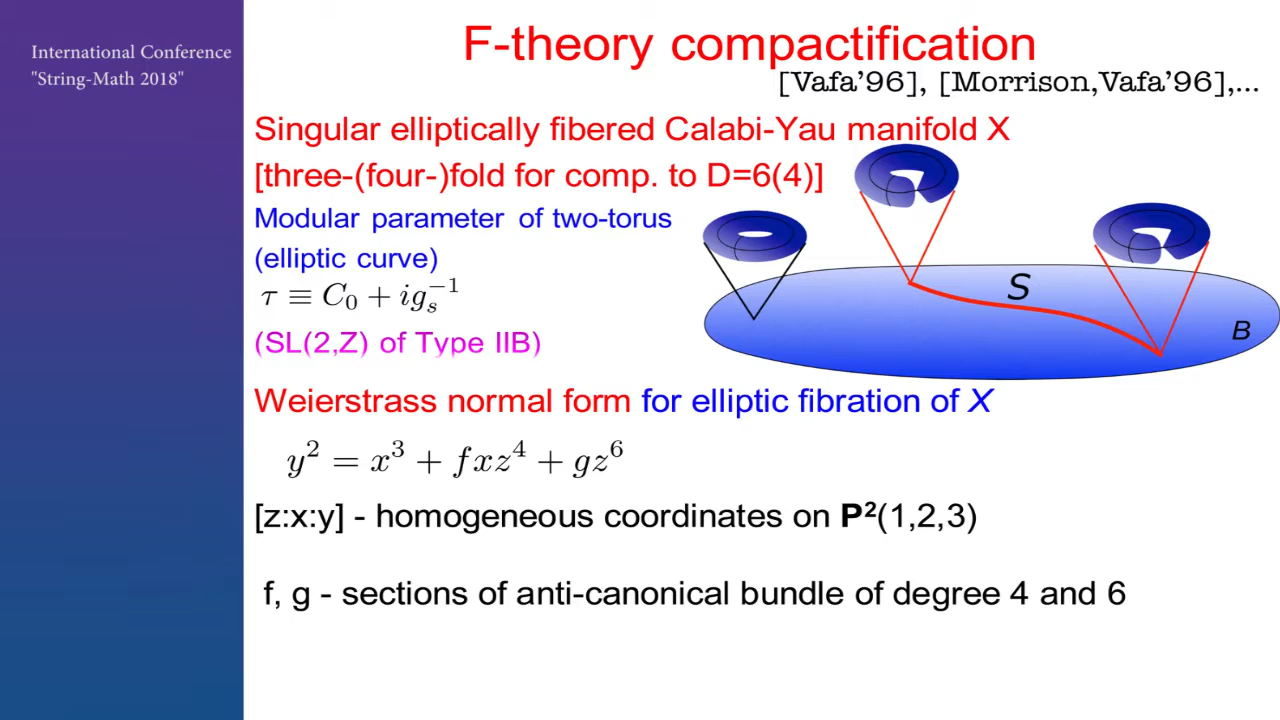 International Conference
"String-Math 2018"
F-theory compactification
[Vafa’96], [Morrison,Vafa’96],...
Singular elliptically fibered Calabi-Yau manifold X
[three-(four-)fold for comp. to D=6(4)]
Modular parameter of two-torus
(elliptic curve)
τ ≡ C₀ + ig_s⁻¹
(SL(2,Z) of Type IIB)
S
B
Weierstrass normal form for elliptic fibration of X
y² = x³ + fxz⁴ + gz⁶
[z:x:y] - homogeneous coordinates on P²(1,2,3)
f, g - sections of anti-canonical bundle of degree 4 and 6